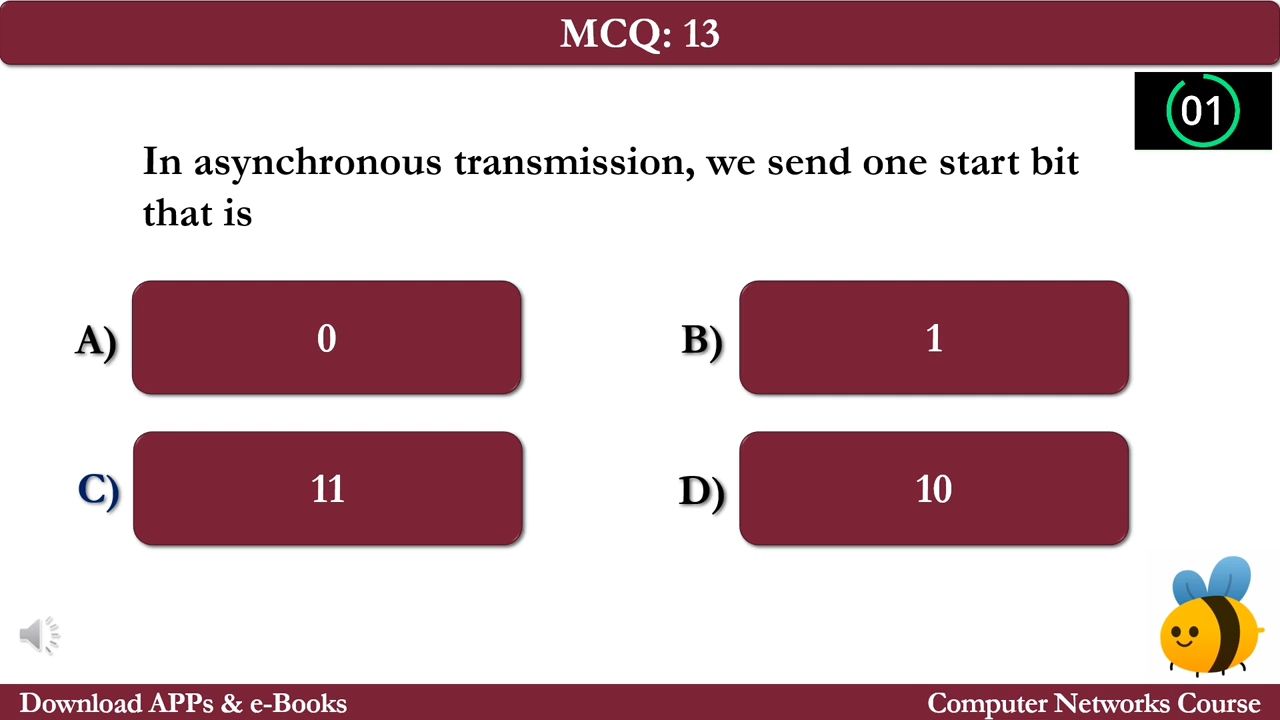 MCQ: 13
01
In asynchronous transmission, we send one start bit
that is
A) 0
B) 1
C) 11
D) 10
Download APPs & e-Books
Computer Networks Course